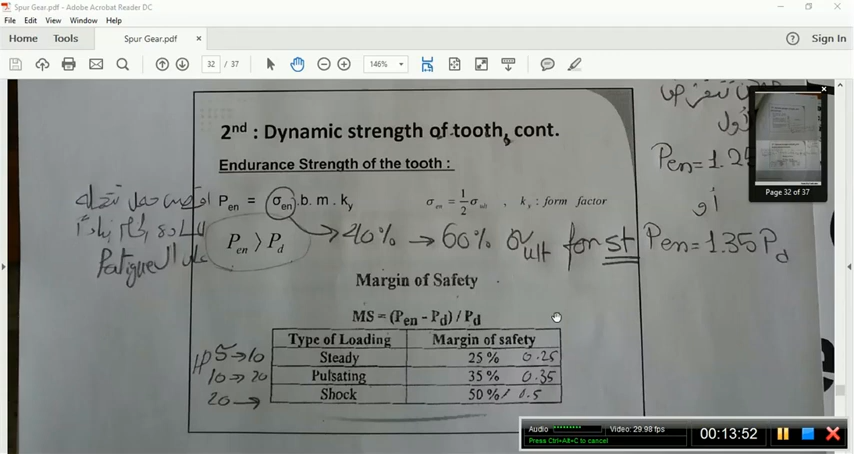 Spur Gear.pdf - Adobe Acrobat Reader DC
File Edit View Window Help
Home Tools Spur Gear.pdf × Sign In
32 / 37 146%
2nd : Dynamic strength of tooth, cont.
Endurance Strength of the tooth :
Pen = σen . b. m . ky
σen = 1/2 σult , ky : form factor
Pen > Pd
→ 40% → 60% σult for st
Pen = 1.25
أو
Pen = 1.35 Pd
Fatigue
Margin of Safety
MS = (Pen - Pd) / Pd
Type of Loading Margin of safety
HP 5 → 10 Steady 25 % 0.25
10 → 20 Pulsating 35 % 0.35
20 → Shock 50 % 0.5
Page 32 of 37
Audio Video: 29.98 fps
Press Ctrl+Alt+C to cancel
00:13:52